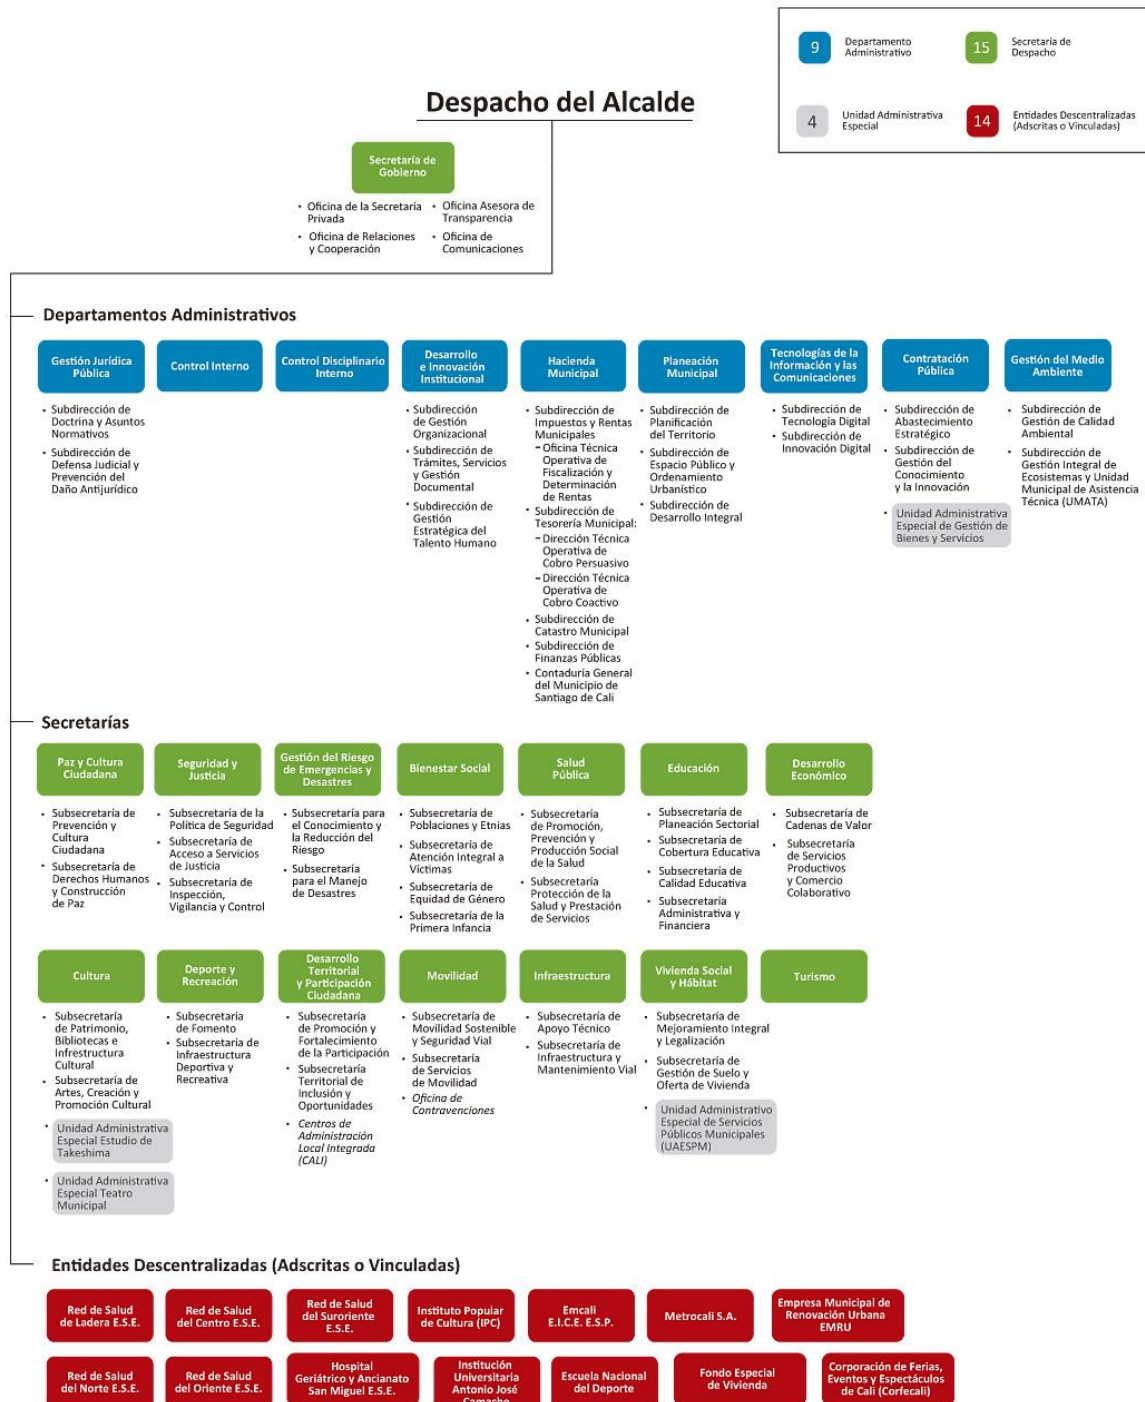 9
Departamento
Administrativo
15
Secretaría de
Despacho
4
Unidad Administrativa
Especial
14
Entidades Descentralizadas
(Adscritas o Vinculadas)
Despacho del Alcalde
Secretaría de
Gobierno
• Oficina de la Secretaría
Privada
• Oficina de Relaciones
y Cooperación
• Oficina Asesora de
Transparencia
• Oficina de
Comunicaciones
Departamentos Administrativos
Gestión Jurídica
Pública
• Subdirección de
Doctrina y Asuntos
Normativos
• Subdirección de
Defensa Judicial y
Prevención del
Daño Antijurídico
Control Interno
Control Disciplinario
Interno
Desarrollo
e Innovación
Institucional
• Subdirección
de Gestión
Organizacional
• Subdirección de
Trámites, Servicios
y Gestión
Documental
• Subdirección de
Gestión
Estratégica del
Talento Humano
Hacienda
Municipal
• Subdirección de
Impuestos y Rentas
Municipales
– Oficina Técnica
Operativa de
Fiscalización y
Determinación
de Rentas
• Subdirección de
Tesorería Municipal:
– Dirección Técnica
Operativa de
Cobro Persuasivo
– Dirección Técnica
Operativa de
Cobro Coactivo
• Subdirección de
Catastro Municipal
• Subdirección de
Finanzas Públicas
• Contaduría General
del Municipio de
Santiago de Cali
Planeación
Municipal
• Subdirección de
Planificación
del Territorio
• Subdirección de
Espacio Público y
Ordenamiento
Urbanístico
• Subdirección de
Desarrollo Integral
Tecnologías de la
Información y las
Comunicaciones
• Subdirección de
Tecnología Digital
• Subdirección de
Innovación Digital
Contratación
Pública
• Subdirección de
Abastecimiento
Estratégico
• Subdirección de
Gestión del
Conocimiento
y la Innovación
• Unidad Administrativa
Especial de Gestión de
Bienes y Servicios
Gestión del Medio
Ambiente
• Subdirección de
Gestión de Calidad
Ambiental
• Subdirección de
Gestión Integral de
Ecosistemas y Unidad
Municipal de Asistencia
Técnica (UMATA)
Secretarías
Paz y Cultura
Ciudadana
• Subsecretaría de
Prevención y
Cultura
Ciudadana
• Subsecretaría de
Derechos Humanos
y Construcción
de Paz
Seguridad y
Justicia
• Subsecretaría de la
Política de Seguridad
• Subsecretaría de
Acceso a Servicios
de Justicia
• Subsecretaría de
Inspección,
Vigilancia y Control
Gestión del Riesgo
de Emergencias y
Desastres
• Subsecretaría para
el Conocimiento y
la Reducción del
Riesgo
• Subsecretaría
para el Manejo
de Desastres
Bienestar Social
• Subsecretaría de
Poblaciones y Etnias
• Subsecretaría de
Atención Integral a
Víctimas
• Subsecretaría de
Equidad de Género
• Subsecretaría de la
Primera Infancia
Salud
Pública
• Subsecretaría
de Promoción,
Prevención y
Producción Social
de la Salud
• Subsecretaría
Protección de la
Salud y Prestación
de Servicios
Educación
• Subsecretaría de
Planeación Sectorial
• Subsecretaría de
Cobertura Educativa
• Subsecretaría de
Calidad Educativa
• Subsecretaría
Administrativa y
Financiera
Desarrollo
Económico
• Subsecretaría de
Cadenas de Valor
• Subsecretaría
de Servicios
Productivos
y Comercio
Colaborativo
Cultura
• Subsecretaría
de Patrimonio,
Bibliotecas e
Infrestructura
Cultural
• Subsecretaría de
Artes, Creación y
Promoción Cultural
• Unidad Administrativa
Especial Estudio de
Takeshima
• Unidad Administrativa
Especial Teatro
Municipal
Deporte y
Recreación
• Subsecretaría
de Fomento
• Subsecretaría de
Infraestructura
Deportiva y
Recreativa
Desarrollo
Territorial
y Participación
Ciudadana
• Subsecretaría
de Promoción y
Fortalecimiento
de la Participación
• Subsecretaría
Territorial de
Inclusión y
Oportunidades
• Centros de
Administración
Local Integrada
(CALI)
Movilidad
• Subsecretaría de
Movilidad Sostenible
y Seguridad Vial
• Subsecretaría
de Servicios
de Movilidad
• Oficina de
Contravenciones
Infraestructura
• Subsecretaría de
Apoyo Técnico
• Subsecretaría de
Infraestructura y
Mantenimiento Vial
Vivienda Social
y Hábitat
• Subsecretaría de
Mejoramiento Integral
y Legalización
• Subsecretaría de
Gestión de Suelo y
Oferta de Vivienda
• Unidad Administrativo
Especial de Servicios
Públicos Municipales
(UAESPM)
Turismo
Entidades Descentralizadas (Adscritas o Vinculadas)
Red de Salud
de Ladera E.S.E.
Red de Salud
del Centro E.S.E.
Red de Salud
del Suroriente
E.S.E.
Instituto Popular
de Cultura (IPC)
Emcali
E.I.C.E. E.S.P.
Metrocali S.A.
Empresa Municipal de
Renovación Urbana
EMRU
Red de Salud
del Norte E.S.E.
Red de Salud
del Oriente E.S.E.
Hospital
Geriátrico y Ancianato
San Miguel E.S.E.
Institución
Universitaria
Antonio José
Camacho
Escuela Nacional
del Deporte
Fondo Especial
de Vivienda
Corporación de Ferias,
Eventos y Espectáculos
de Cali (Corfecali)